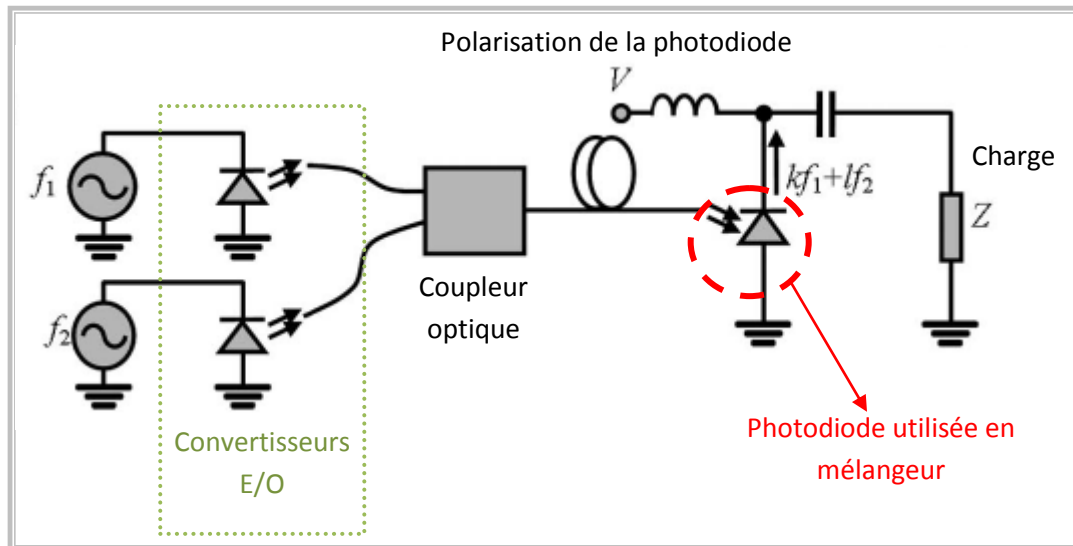 Polarisation de la photodiode
V
f1
kf1+lf2
Charge
Z
Coupleur
optique
f2
Convertisseurs
E/O
Photodiode utilisée en
mélangeur